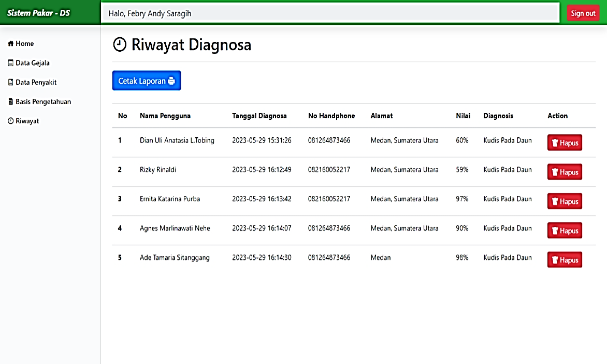 Sistem Pakar - DS
Halo, Febry Andy Saragih
Sign out
Home
Data Gejala
Data Penyakit
Basis Pengetahuan
Riwayat
Riwayat Diagnosa
Cetak Laporan
No Nama Pengguna Tanggal Diagnosa No Handphone Alamat Nilai Diagnosis Action
1 Dian Uli Anatasia L.Tobing 2023-05-29 15:31:26 081264873466 Medan, Sumatera Utara 60% Kudis Pada Daun Hapus
2 Rizky Rinaldi 2023-05-29 16:12:49 082160052217 Medan, Sumatera Utara 59% Kudis Pada Daun Hapus
3 Ernita Katarina Purba 2023-05-29 16:13:42 082160052217 Medan, Sumatera Utara 97% Kudis Pada Daun Hapus
4 Agnes Marlinawati Nehe 2023-05-29 16:14:07 081264873466 Medan, Sumatera Utara 90% Kudis Pada Daun Hapus
5 Ade Tamaria Sitanggang 2023-05-29 16:14:30 081264873466 Medan 98% Kudis Pada Daun Hapus